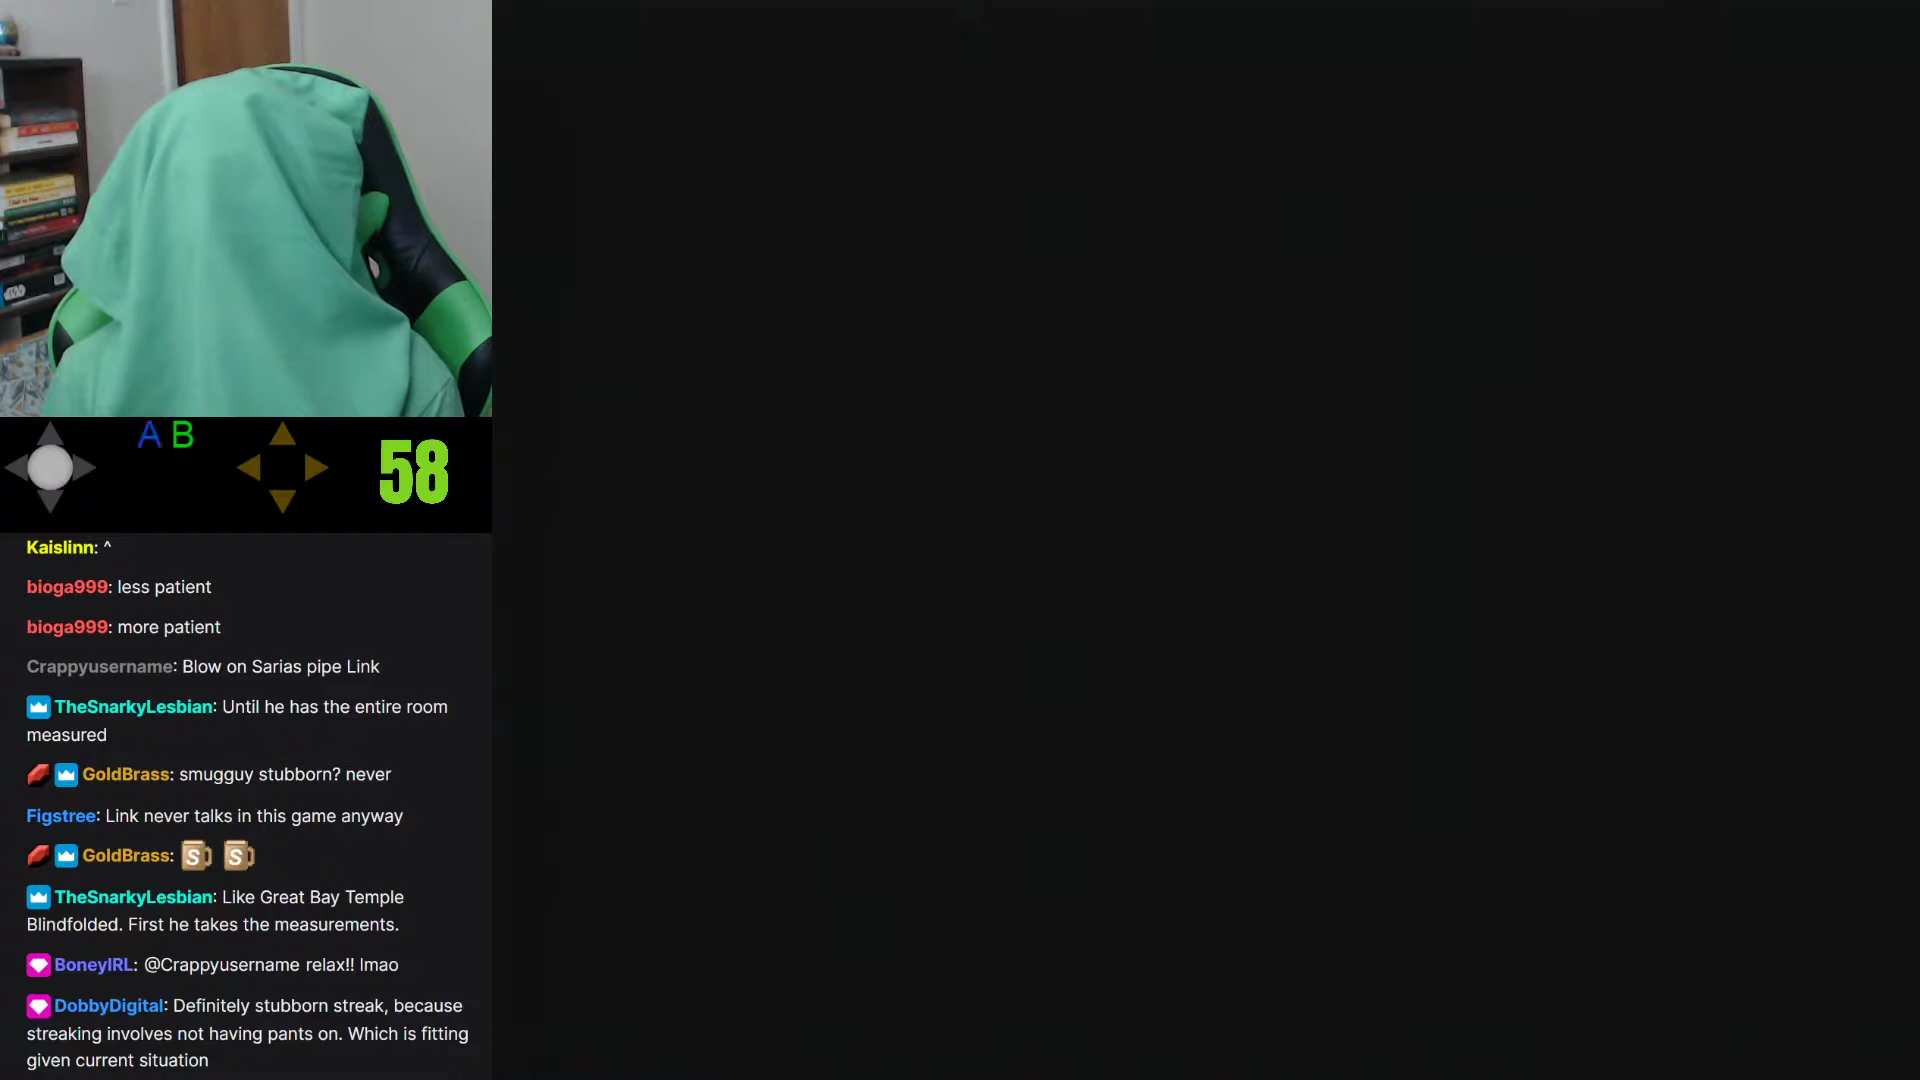 A B
58
Kaislinn: ^
bioga999: less patient
bioga999: more patient
Crappyusername: Blow on Sarias pipe Link
TheSnarkyLesbian: Until he has the entire room
measured
GoldBrass: smugguy stubborn? never
Figstree: Link never talks in this game anyway
GoldBrass: S S
TheSnarkyLesbian: Like Great Bay Temple
Blindfolded. First he takes the measurements.
BoneyIRL: @Crappyusername relax!! lmao
DobbyDigital: Definitely stubborn streak, because
streaking involves not having pants on. Which is fitting
given current situation